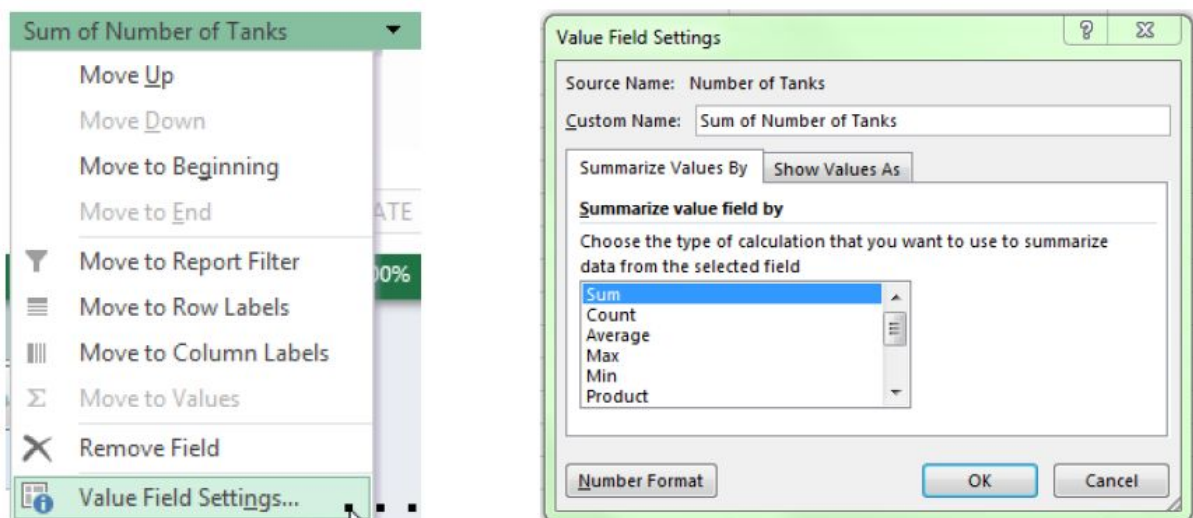 Sum of Number of Tanks
Move Up
Move Down
Move to Beginning
Move to End
ATE
Move to Report Filter
00%
Move to Row Labels
Move to Column Labels
Σ Move to Values
Remove Field
Value Field Settings...
Value Field Settings
Source Name: Number of Tanks
Custom Name: Sum of Number of Tanks
Summarize Values By Show Values As
Summarize value field by
Choose the type of calculation that you want to use to summarize
data from the selected field
Sum
Count
Average
Max
Min
Product
Number Format OK Cancel